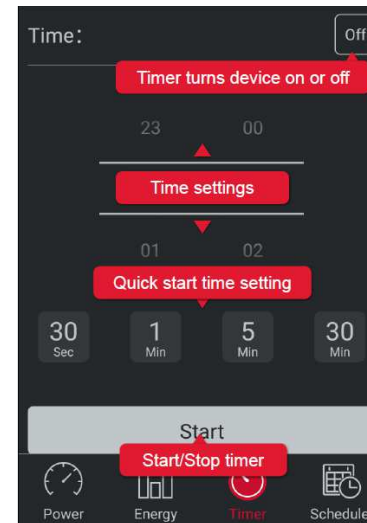 Time:
Off
Timer turns device on or off
23 00
Time settings
01 02
Quick start time setting
30 1 5 30
Sec Min Min Min
Start
Start/Stop timer
Power Energy Timer Schedule